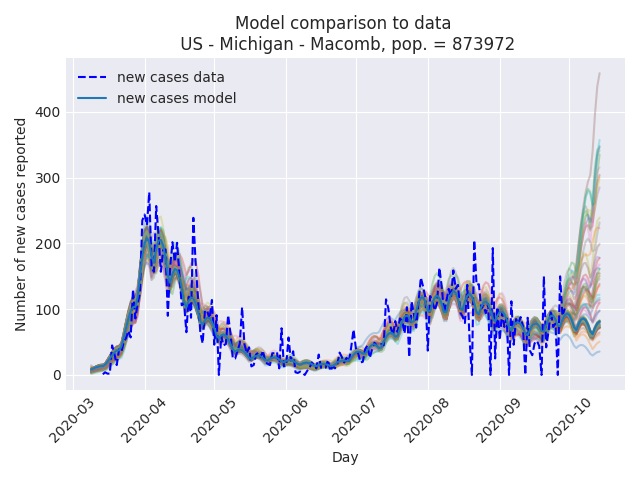 Model comparison to data
US - Michigan - Macomb, pop. = 873972
new cases data
new cases model
Number of new cases reported
400
300
200
100
0
2020-03
2020-04
2020-05
2020-06
2020-07
2020-08
2020-09
2020-10
Day